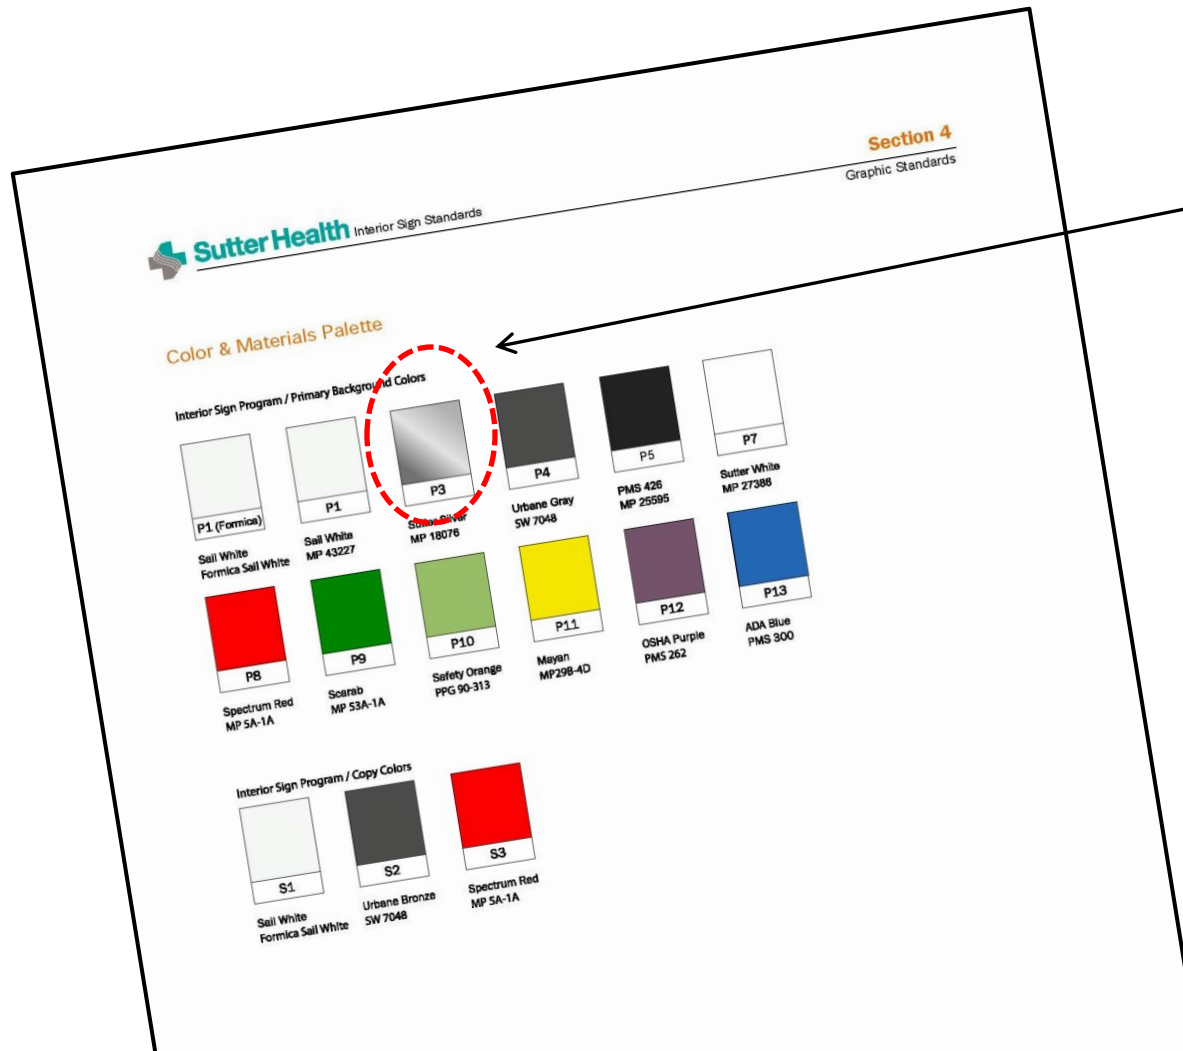 Section 4
Graphic Standards
Sutter Health Interior Sign Standards
Color & Materials Palette
Interior Sign Program / Primary Background Colors
P1 (Formica)
Sail White
Formica Sail White
P1
Sail White
MP 43227
P3
Sutter Silver
MP 18076
P4
Urbane Gray
SW 7048
P5
PMS 426
MP 25595
P7
Sutter White
MP 27386
P8
Spectrum Red
MP 5A-1A
P9
Scarab
MP 53A-1A
P10
Safety Orange
PPG 90-313
P11
Mayan
MP29B-4D
P12
OSHA Purple
PMS 262
P13
ADA Blue
PMS 300
Interior Sign Program / Copy Colors
S1
Sail White
Formica Sail White
S2
Urbane Bronze
SW 7048
S3
Spectrum Red
MP 5A-1A